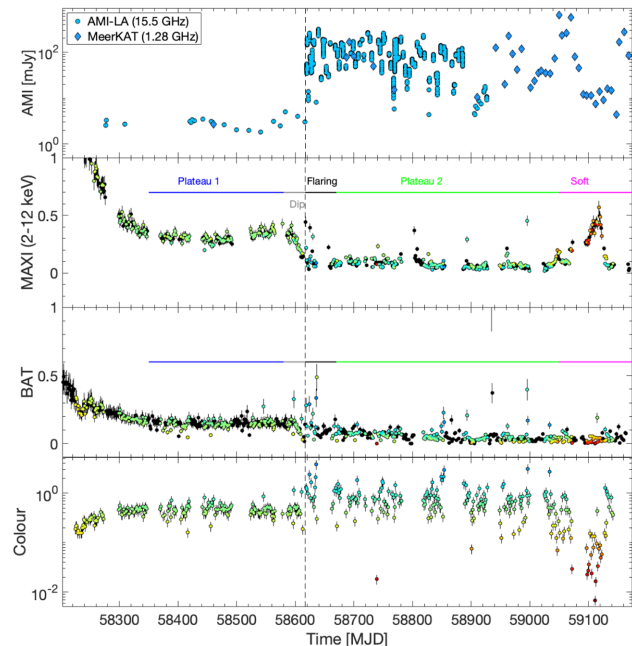 AMI-LA (15.5 GHz)
MeerKAT (1.28 GHz)
AMI [mJy]
10²
10⁰
Plateau 1
Flaring
Plateau 2
Soft
Dip
MAXI (2-12 keV)
1
0.5
0
BAT
1
0.5
0
Colour
10⁰
10⁻²
58300 58400 58500 58600 58700 58800 58900 59000 59100
Time [MJD]